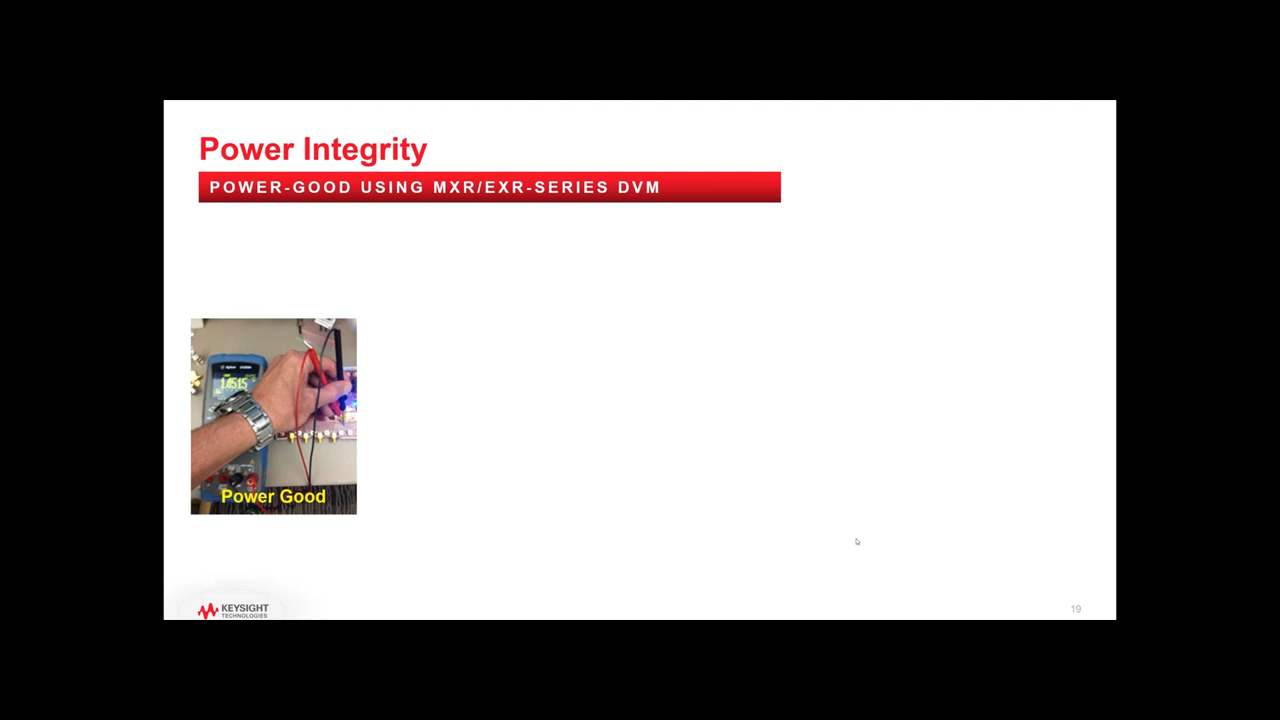 Power Integrity
POWER-GOOD USING MXR/EXR-SERIES DVM
Power Good
KEYSIGHT
TECHNOLOGIES
19